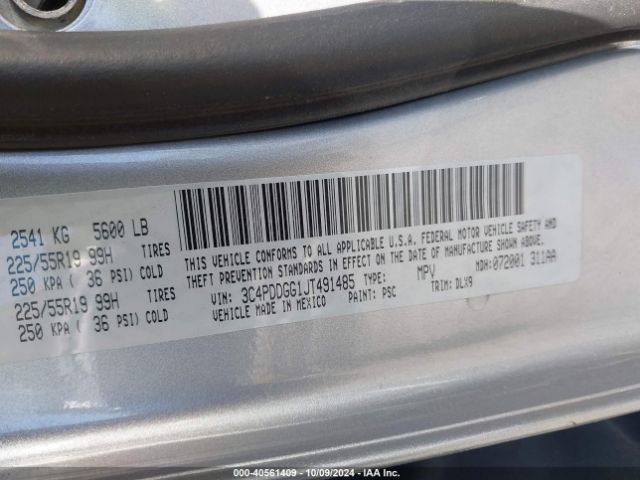 2541 KG 5600 LB
225/55R19 99H TIRES
250 KPA ( 36 PSI) COLD
225/55R19 99H TIRES
250 KPA ( 36 PSI) COLD
THIS VEHICLE CONFORMS TO ALL APPLICABLE U.S.A. FEDERAL MOTOR VEHICLE SAFETY AND
THEFT PREVENTION STANDARDS IN EFFECT ON THE DATE OF MANUFACTURE SHOWN ABOVE.
MDH: 072001 311AA
VIN: 3C4PDDGG1JT491485 TYPE: MPV
VEHICLE MADE IN MEXICO PAINT: PSC TRIM: DLX9
000-40561409 - 10/09/2024 - IAA Inc.